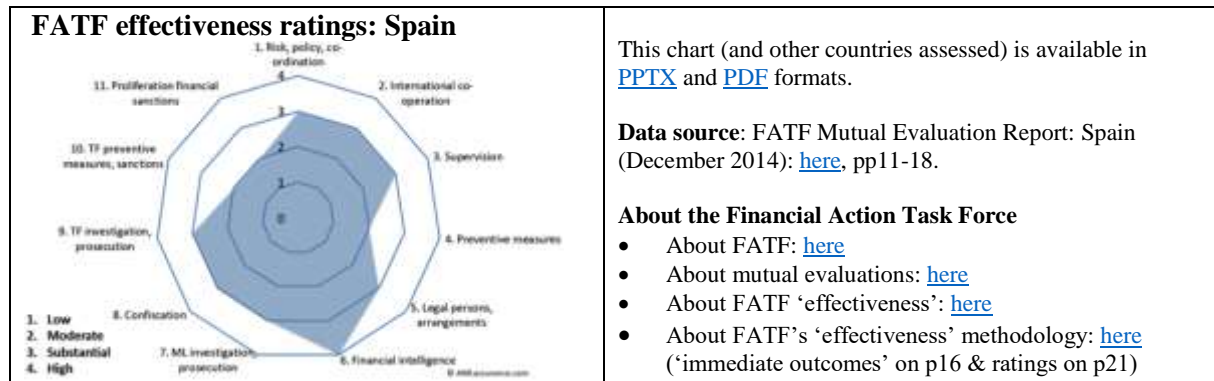 FATF effectiveness ratings: Spain
1. Risk, policy, co-
ordination
2. International co-
operation
3. Supervision
4. Preventive measures
5. Legal persons,
arrangements
6. Financial intelligence
7. ML investigation,
prosecution
8. Confiscation
9. TF investigation,
prosecution
10. TF preventive
measures, sanctions
11. Proliferation financial
sanctions
4
3
2
1
0
1. Low
2. Moderate
3. Substantial
4. High
This chart (and other countries assessed) is available in
PPTX and PDF formats.
Data source: FATF Mutual Evaluation Report: Spain
(December 2014): here, pp11-18.
About the Financial Action Task Force
• About FATF: here
• About mutual evaluations: here
• About FATF ‘effectiveness’: here
• About FATF’s ‘effectiveness’ methodology: here
(‘immediate outcomes’ on p16 & ratings on p21)